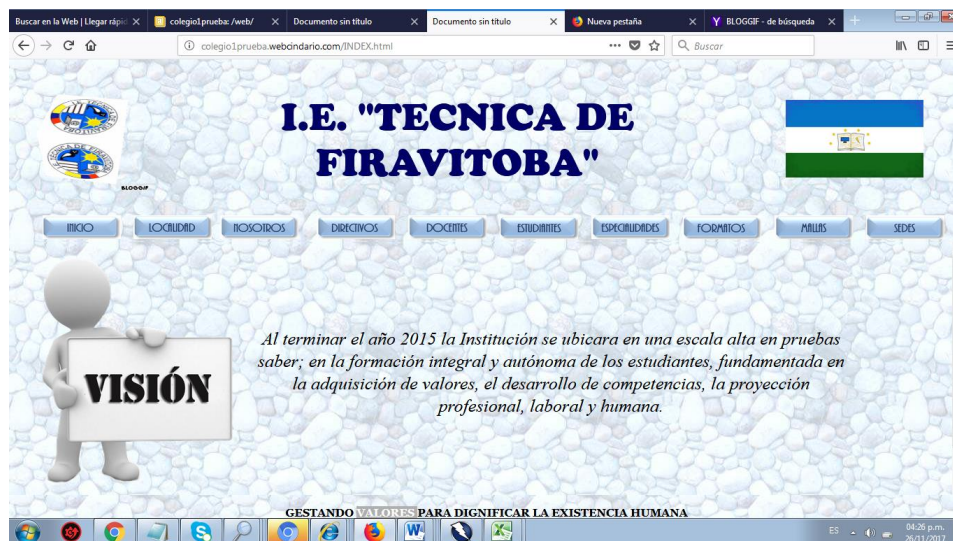 Buscar en la Web | Llegar rápid
colegio1prueba: /web/
Documento sin título
Documento sin título
Nueva pestaña
BLOGGIF - de búsqueda
colegio1prueba.webcindario.com/INDEX.html
Buscar
I.E. "TECNICA DE
FIRAVITOBA"
BLOGGIF
INICIO
LOCALIDAD
NOSOTROS
DIRECTIVOS
DOCENTES
ESTUDIANTES
ESPECIALIDADES
FORMATOS
MALLAS
SEDES
VISIÓN
Al terminar el año 2015 la Institución se ubicara en una escala alta en pruebas
saber; en la formación integral y autónoma de los estudiantes, fundamentada en
la adquisición de valores, el desarrollo de competencias, la proyección
profesional, laboral y humana.
GESTANDO VALORES PARA DIGNIFICAR LA EXISTENCIA HUMANA
ES
04:26 p.m.
26/11/2017